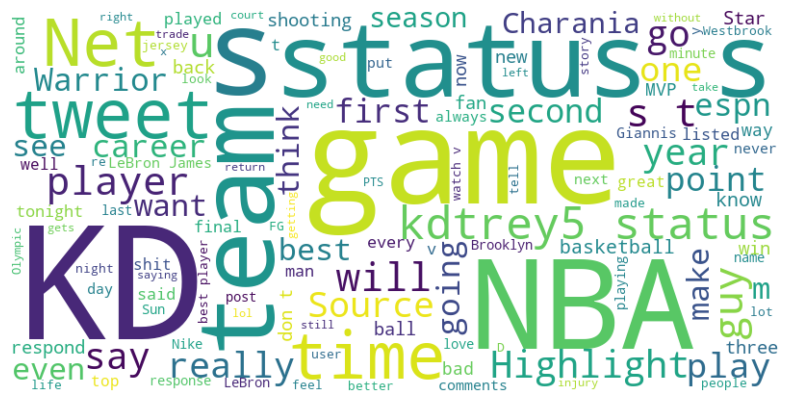 around
right
trade
jersey
x
played
look
court
shooting
back
t
season
put
Charania
now
new
story
left
go
right
without
good
Star
>
Westbrook
minute
take
MVP
Net
u
s
status
s
Warrior
one
tweet
first
fan
always
second
s t
espn
need
Giannis
listed
way
never
see
career
team
think
game
year
well
re
LeBron James
return
watch v
tell
next
great
point
know
player
PTS
made
want
kdtrey5 status
tonight
last
final
getting
FG
best
every
v
Brooklyn
basketball
win
name
Olympic
gets
KD
night
saying
shit
best player
man
will
going
NBA
playing
make
guy
m
lot
day
said
Sun
post
lol
don t
Source
ball
still
time
user
love
D
three
respond
say
Nike
really
bad
Highlight
play
even
top
life
response
LeBron
feel
better
comments
injury
people